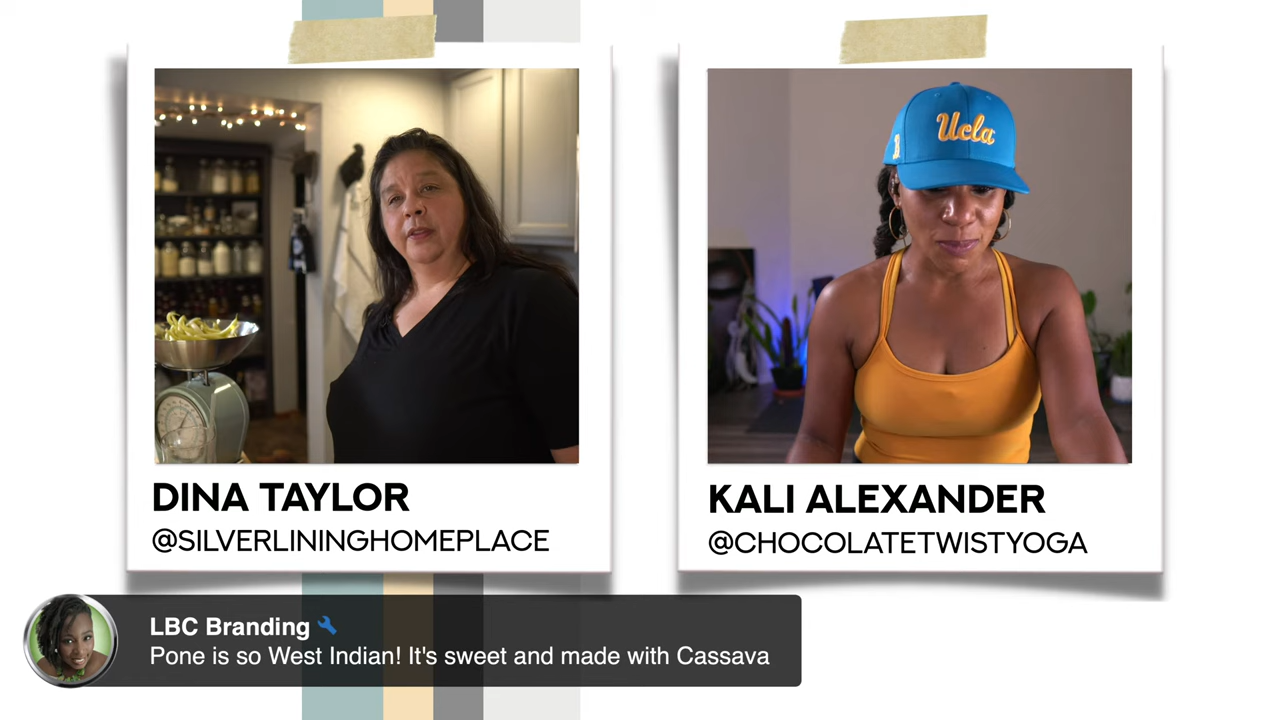 Ucla
DINA TAYLOR
@SILVERLININGHOMEPLACE
KALI ALEXANDER
@CHOCOLATETWISTYOGA
LBC Branding
Pone is so West Indian! It's sweet and made with Cassava